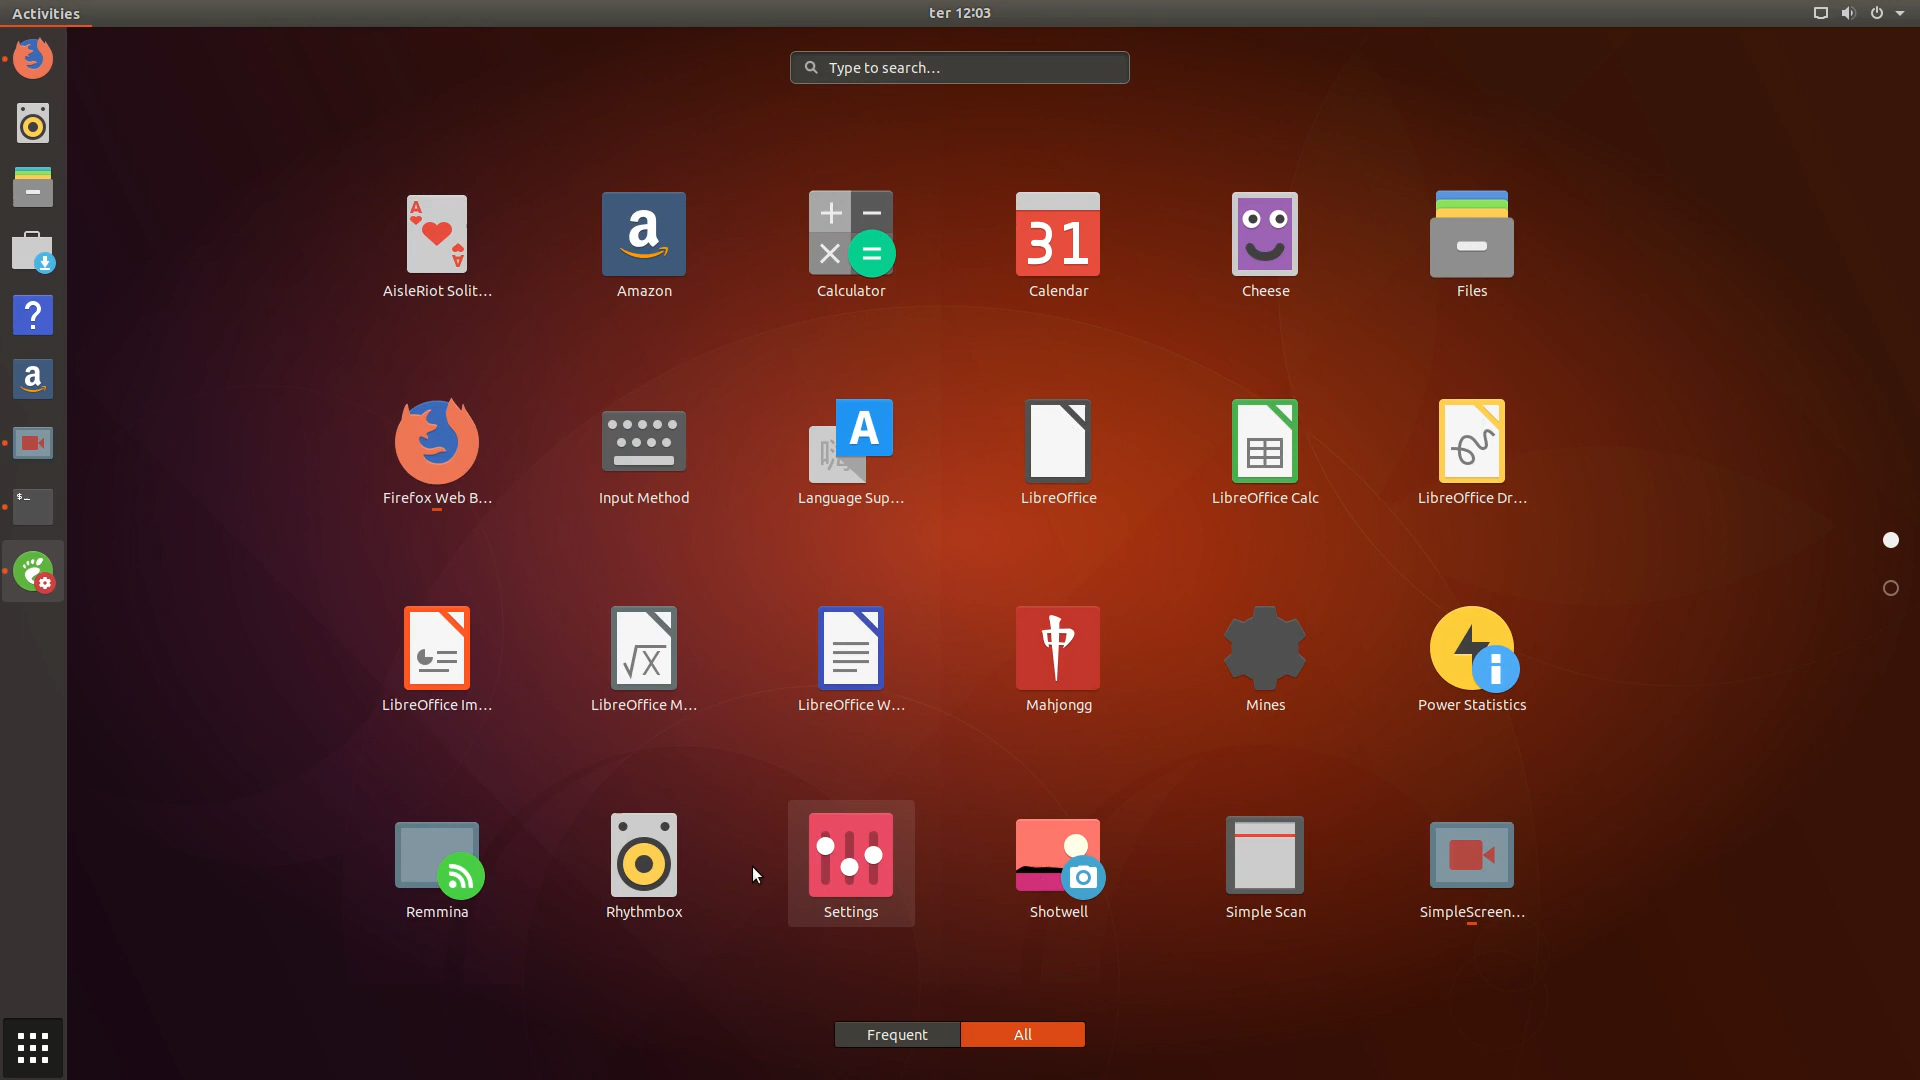 Activities
ter 12:03
Type to search...
AisleRiot Solit...
Amazon
Calculator
31
Calendar
Cheese
Files
Firefox Web B...
Input Method
Language Sup...
LibreOffice
LibreOffice Calc
LibreOffice Dr...
LibreOffice Im...
LibreOffice M...
LibreOffice W...
Mahjongg
Mines
Power Statistics
Remmina
Rhythmbox
Settings
Shotwell
Simple Scan
SimpleScreen...
Frequent
All